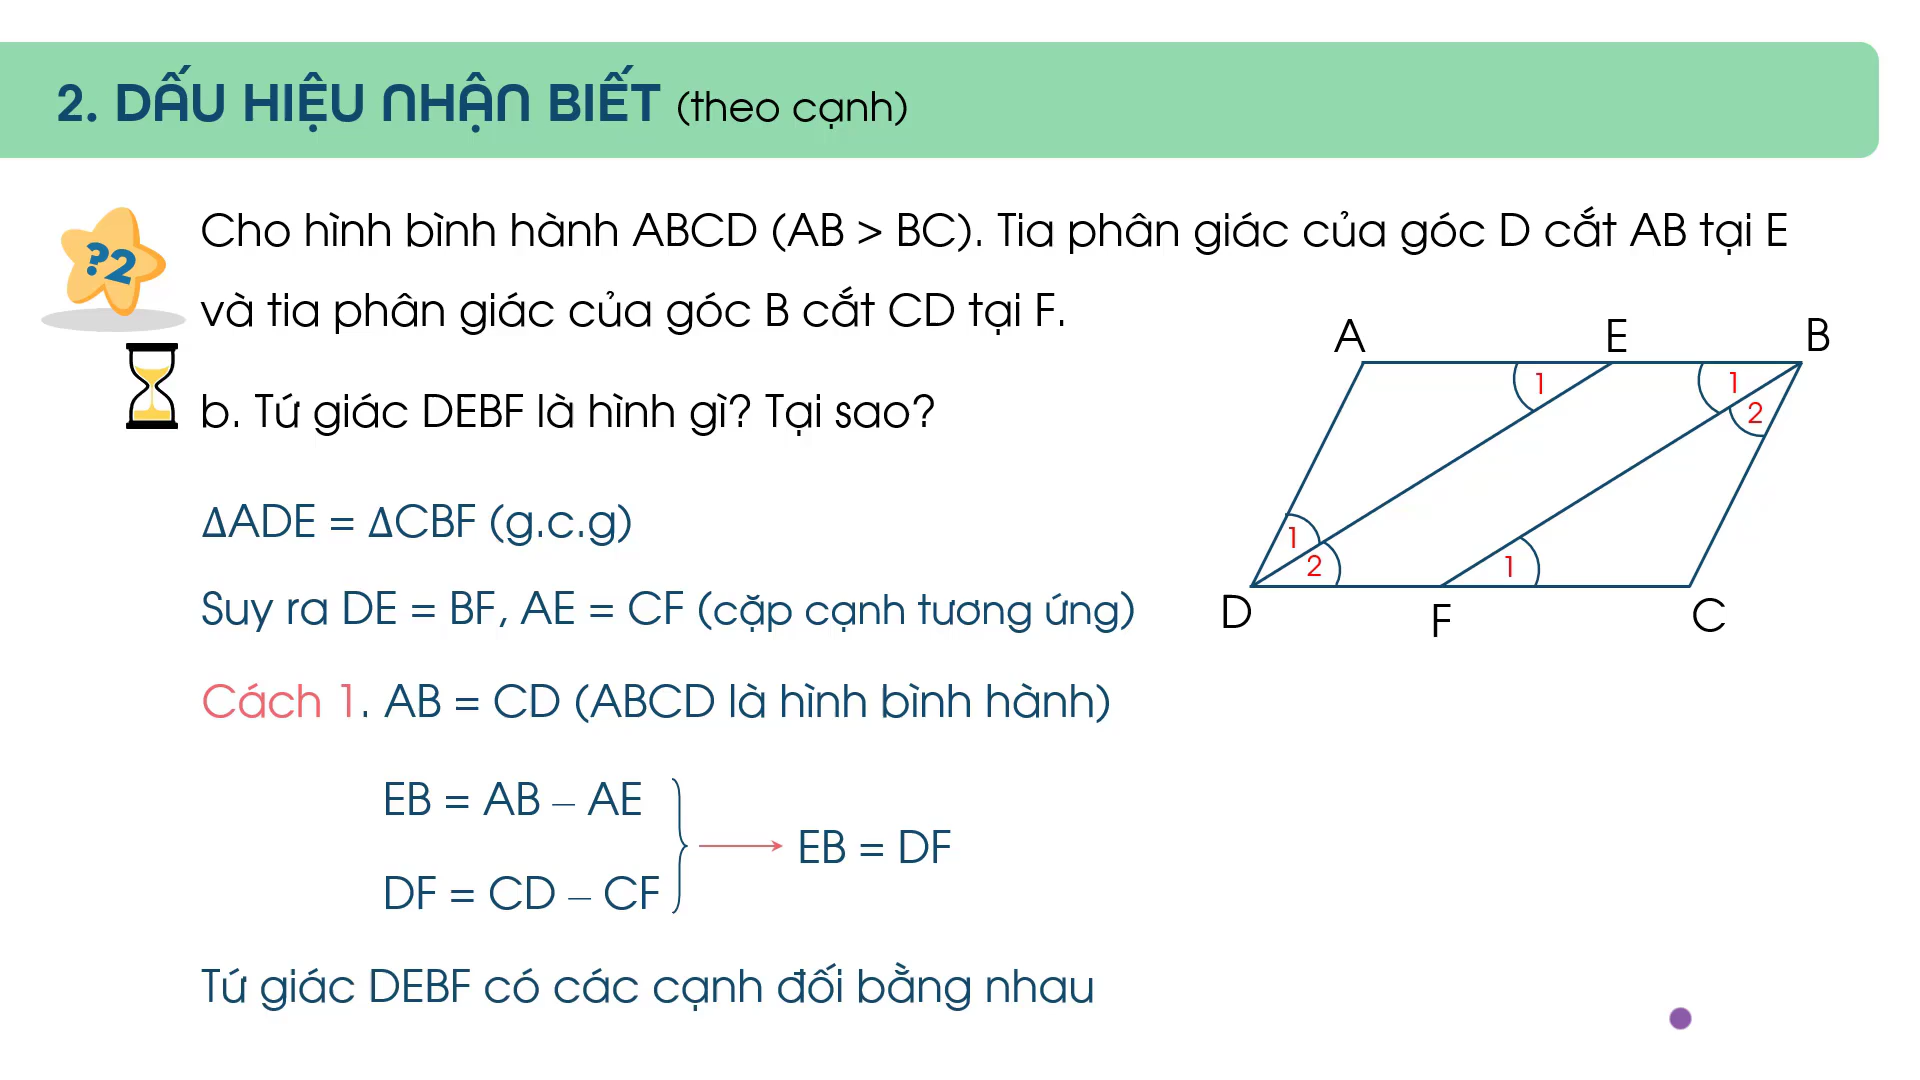 2. DẤU HIỆU NHẬN BIẾT (theo cạnh)
?2
Cho hình bình hành ABCD (AB > BC). Tia phân giác của góc D cắt AB tại E
và tia phân giác của góc B cắt CD tại F.
b. Tứ giác DEBF là hình gì? Tại sao?
A E B
1 1
2
1
2 1
D F C
ΔADE = ΔCBF (g.c.g)
Suy ra DE = BF, AE = CF (cặp cạnh tương ứng)
Cách 1. AB = CD (ABCD là hình bình hành)
EB = AB – AE
EB = DF
DF = CD – CF
Tứ giác DEBF có các cạnh đối bằng nhau